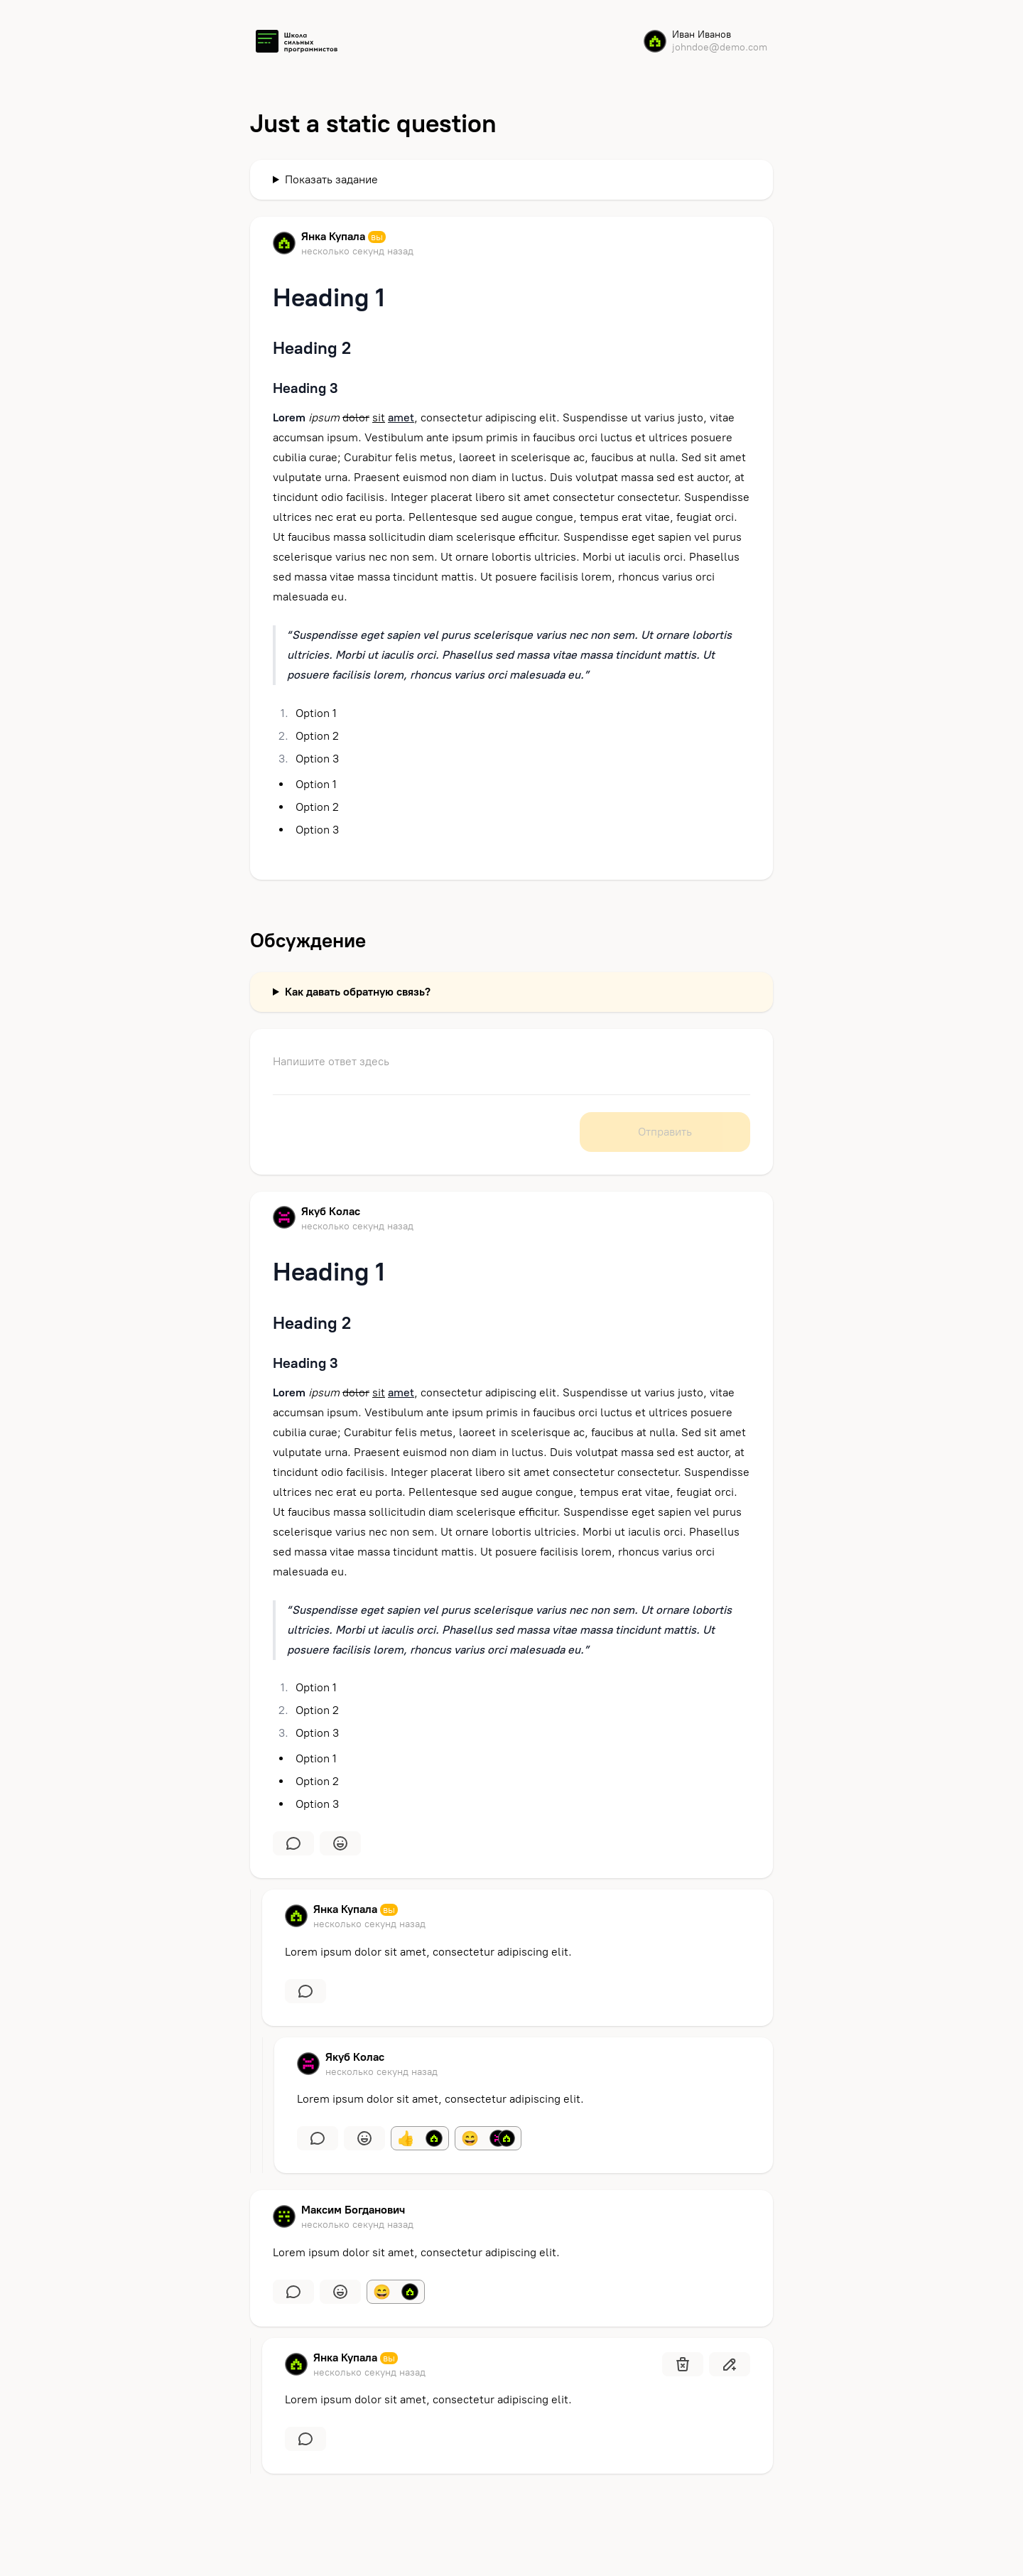 Школа
сильных
программистов
Иван Иванов
johndoe@demo.com
Just a static question
Показать задание
Янка Купала вы
несколько секунд назад
Heading 1
Heading 2
Heading 3
Lorem ipsum dolor sit amet, consectetur adipiscing elit. Suspendisse ut varius justo, vitae
accumsan ipsum. Vestibulum ante ipsum primis in faucibus orci luctus et ultrices posuere
cubilia curae; Curabitur felis metus, laoreet in scelerisque ac, faucibus at nulla. Sed sit amet
vulputate urna. Praesent euismod non diam in luctus. Duis volutpat massa sed est auctor, at
tincidunt odio facilisis. Integer placerat libero sit amet consectetur consectetur. Suspendisse
ultrices nec erat eu porta. Pellentesque sed augue congue, tempus erat vitae, feugiat orci.
Ut faucibus massa sollicitudin diam scelerisque efficitur. Suspendisse eget sapien vel purus
scelerisque varius nec non sem. Ut ornare lobortis ultricies. Morbi ut iaculis orci. Phasellus
sed massa vitae massa tincidunt mattis. Ut posuere facilisis lorem, rhoncus varius orci
malesuada eu.
“Suspendisse eget sapien vel purus scelerisque varius nec non sem. Ut ornare lobortis
ultricies. Morbi ut iaculis orci. Phasellus sed massa vitae massa tincidunt mattis. Ut
posuere facilisis lorem, rhoncus varius orci malesuada eu.”
1. Option 1
2. Option 2
3. Option 3
• Option 1
• Option 2
• Option 3
Обсуждение
Как давать обратную связь?
Напишите ответ здесь
Отправить
Якуб Колас
несколько секунд назад
Heading 1
Heading 2
Heading 3
Lorem ipsum dolor sit amet, consectetur adipiscing elit. Suspendisse ut varius justo, vitae
accumsan ipsum. Vestibulum ante ipsum primis in faucibus orci luctus et ultrices posuere
cubilia curae; Curabitur felis metus, laoreet in scelerisque ac, faucibus at nulla. Sed sit amet
vulputate urna. Praesent euismod non diam in luctus. Duis volutpat massa sed est auctor, at
tincidunt odio facilisis. Integer placerat libero sit amet consectetur consectetur. Suspendisse
ultrices nec erat eu porta. Pellentesque sed augue congue, tempus erat vitae, feugiat orci.
Ut faucibus massa sollicitudin diam scelerisque efficitur. Suspendisse eget sapien vel purus
scelerisque varius nec non sem. Ut ornare lobortis ultricies. Morbi ut iaculis orci. Phasellus
sed massa vitae massa tincidunt mattis. Ut posuere facilisis lorem, rhoncus varius orci
malesuada eu.
“Suspendisse eget sapien vel purus scelerisque varius nec non sem. Ut ornare lobortis
ultricies. Morbi ut iaculis orci. Phasellus sed massa vitae massa tincidunt mattis. Ut
posuere facilisis lorem, rhoncus varius orci malesuada eu.”
1. Option 1
2. Option 2
3. Option 3
• Option 1
• Option 2
• Option 3
Янка Купала вы
несколько секунд назад
Lorem ipsum dolor sit amet, consectetur adipiscing elit.
Якуб Колас
несколько секунд назад
Lorem ipsum dolor sit amet, consectetur adipiscing elit.
Максим Богданович
несколько секунд назад
Lorem ipsum dolor sit amet, consectetur adipiscing elit.
Янка Купала вы
несколько секунд назад
Lorem ipsum dolor sit amet, consectetur adipiscing elit.